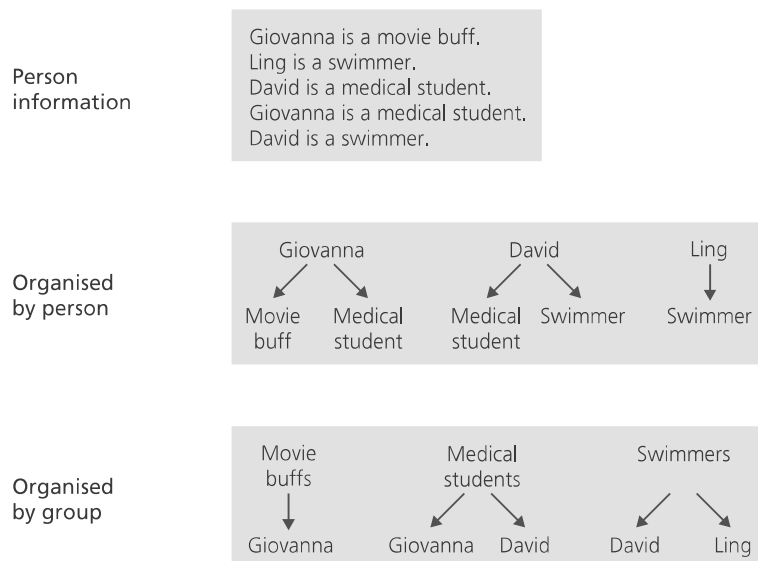 Person
information
Giovanna is a movie buff.
Ling is a swimmer.
David is a medical student.
Giovanna is a medical student.
David is a swimmer.
Organised
by person
Giovanna
Movie
buff
Medical
student
David
Medical
student
Swimmer
Ling
Swimmer
Organised
by group
Movie
buffs
Giovanna
Medical
students
Giovanna
David
Swimmers
David
Ling